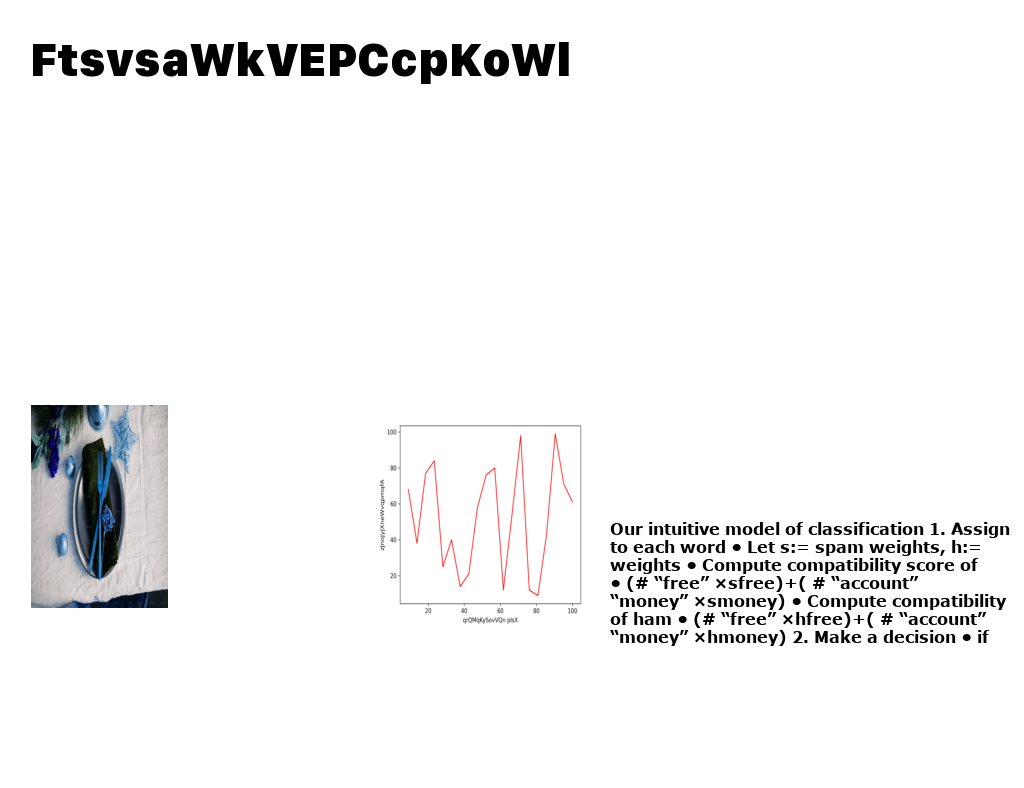 FtsvsaWkVEPCcpKoWl
100
80
60
40
20
20 40 60 80 100
qrQMqKySovVQn plsX
Our intuitive model of classification 1. Assign
to each word • Let s:= spam weights, h:=
weights • Compute compatibility score of
• (# “free” ×sfree)+( # “account”
“money” ×smoney) • Compute compatibility
of ham • (# “free” ×hfree)+( # “account”
“money” ×hmoney) 2. Make a decision • if